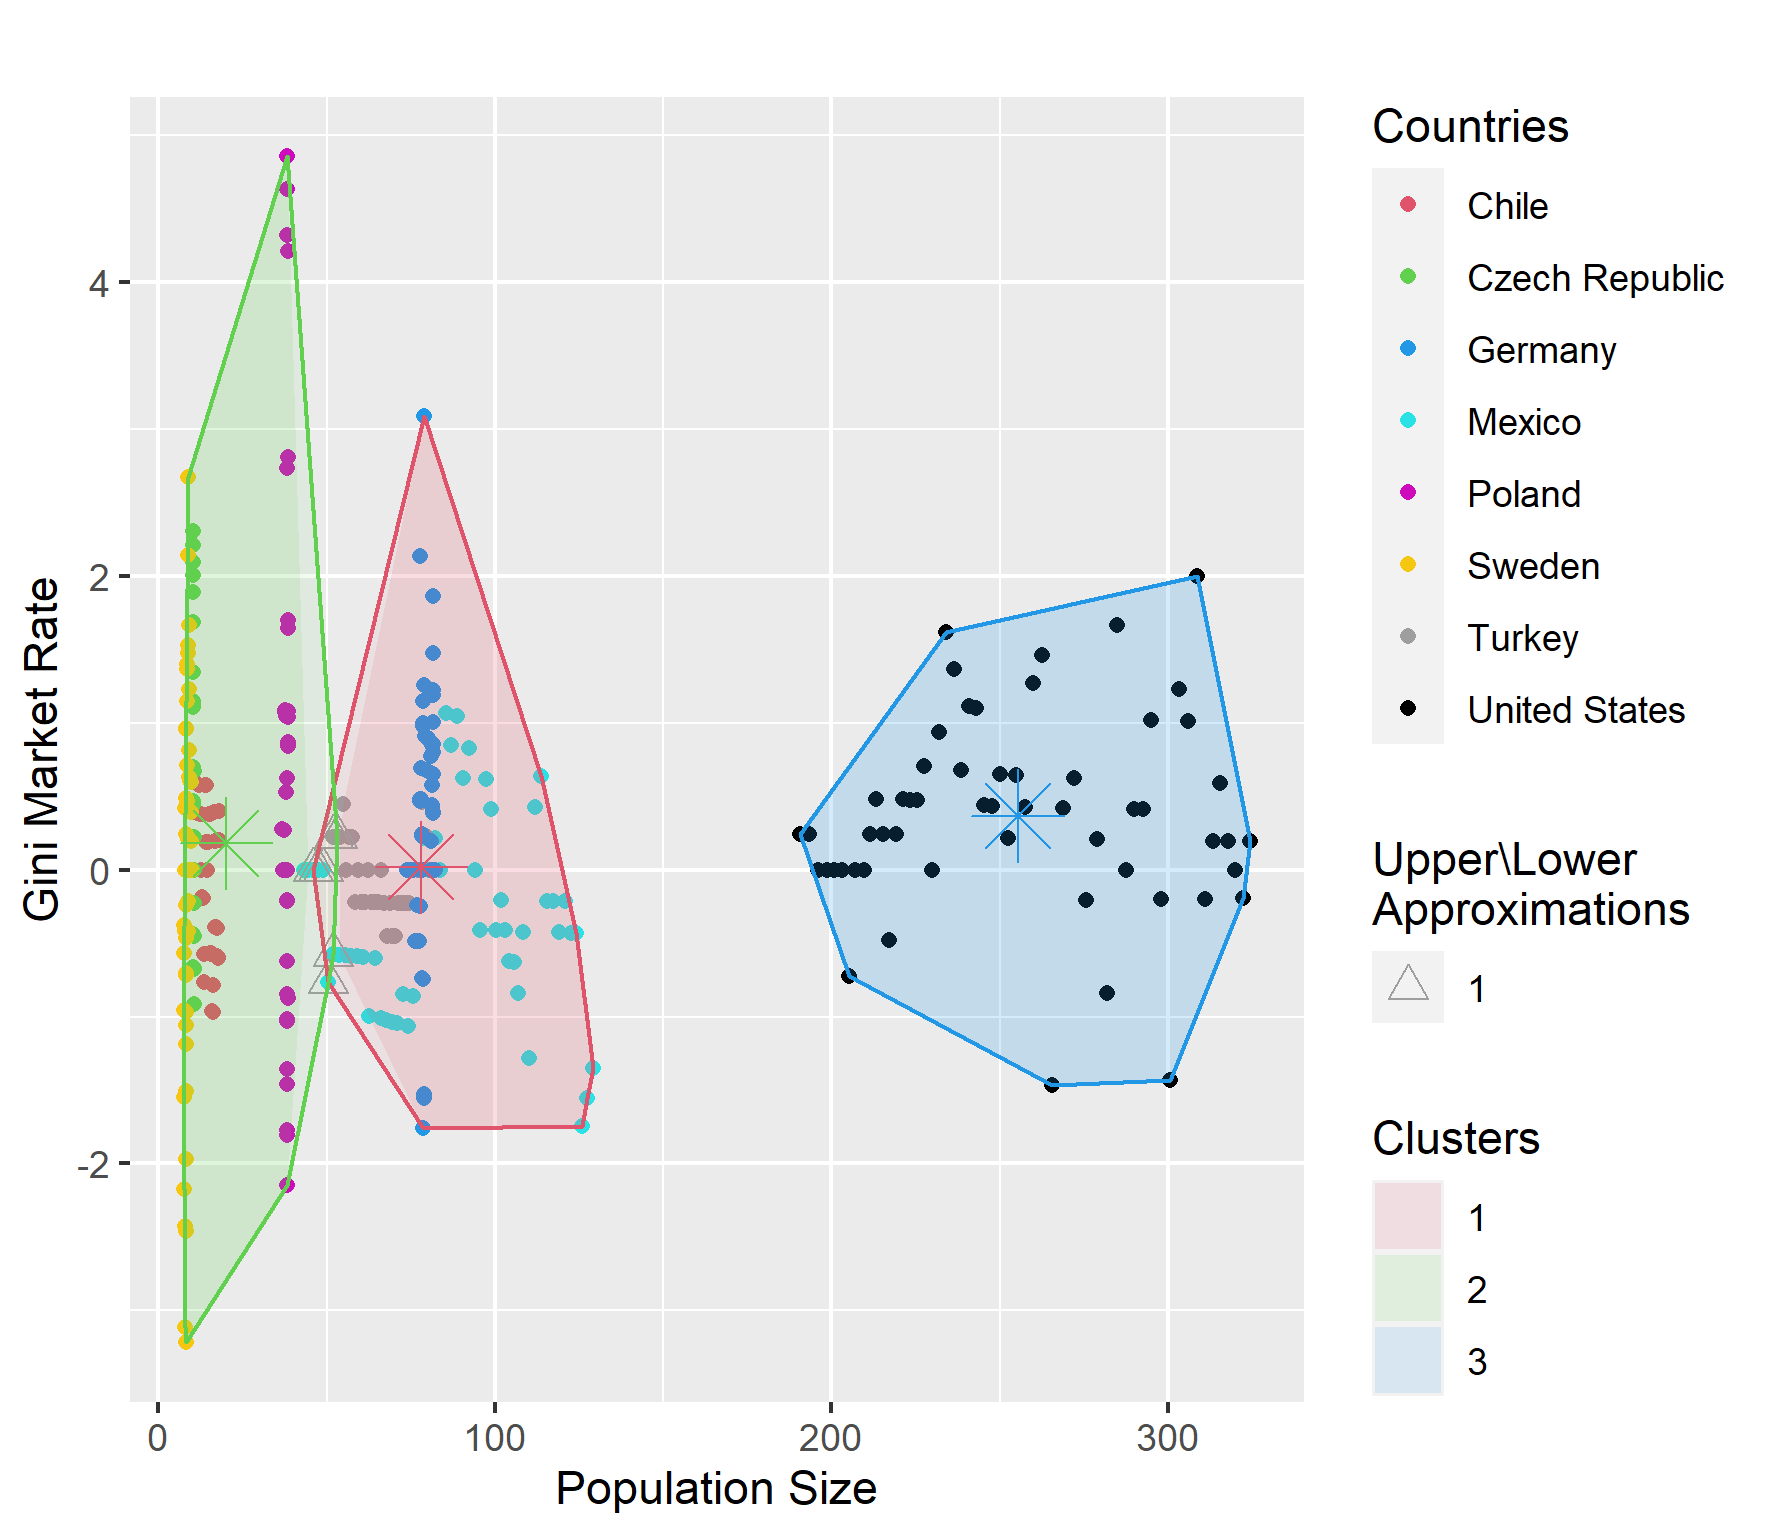 Gini Market Rate
4
2
0
-2
0
100
200
300
Population Size
Countries
Chile
Czech Republic
Germany
Mexico
Poland
Sweden
Turkey
United States
Upper\Lower
Approximations
1
Clusters
1
2
3